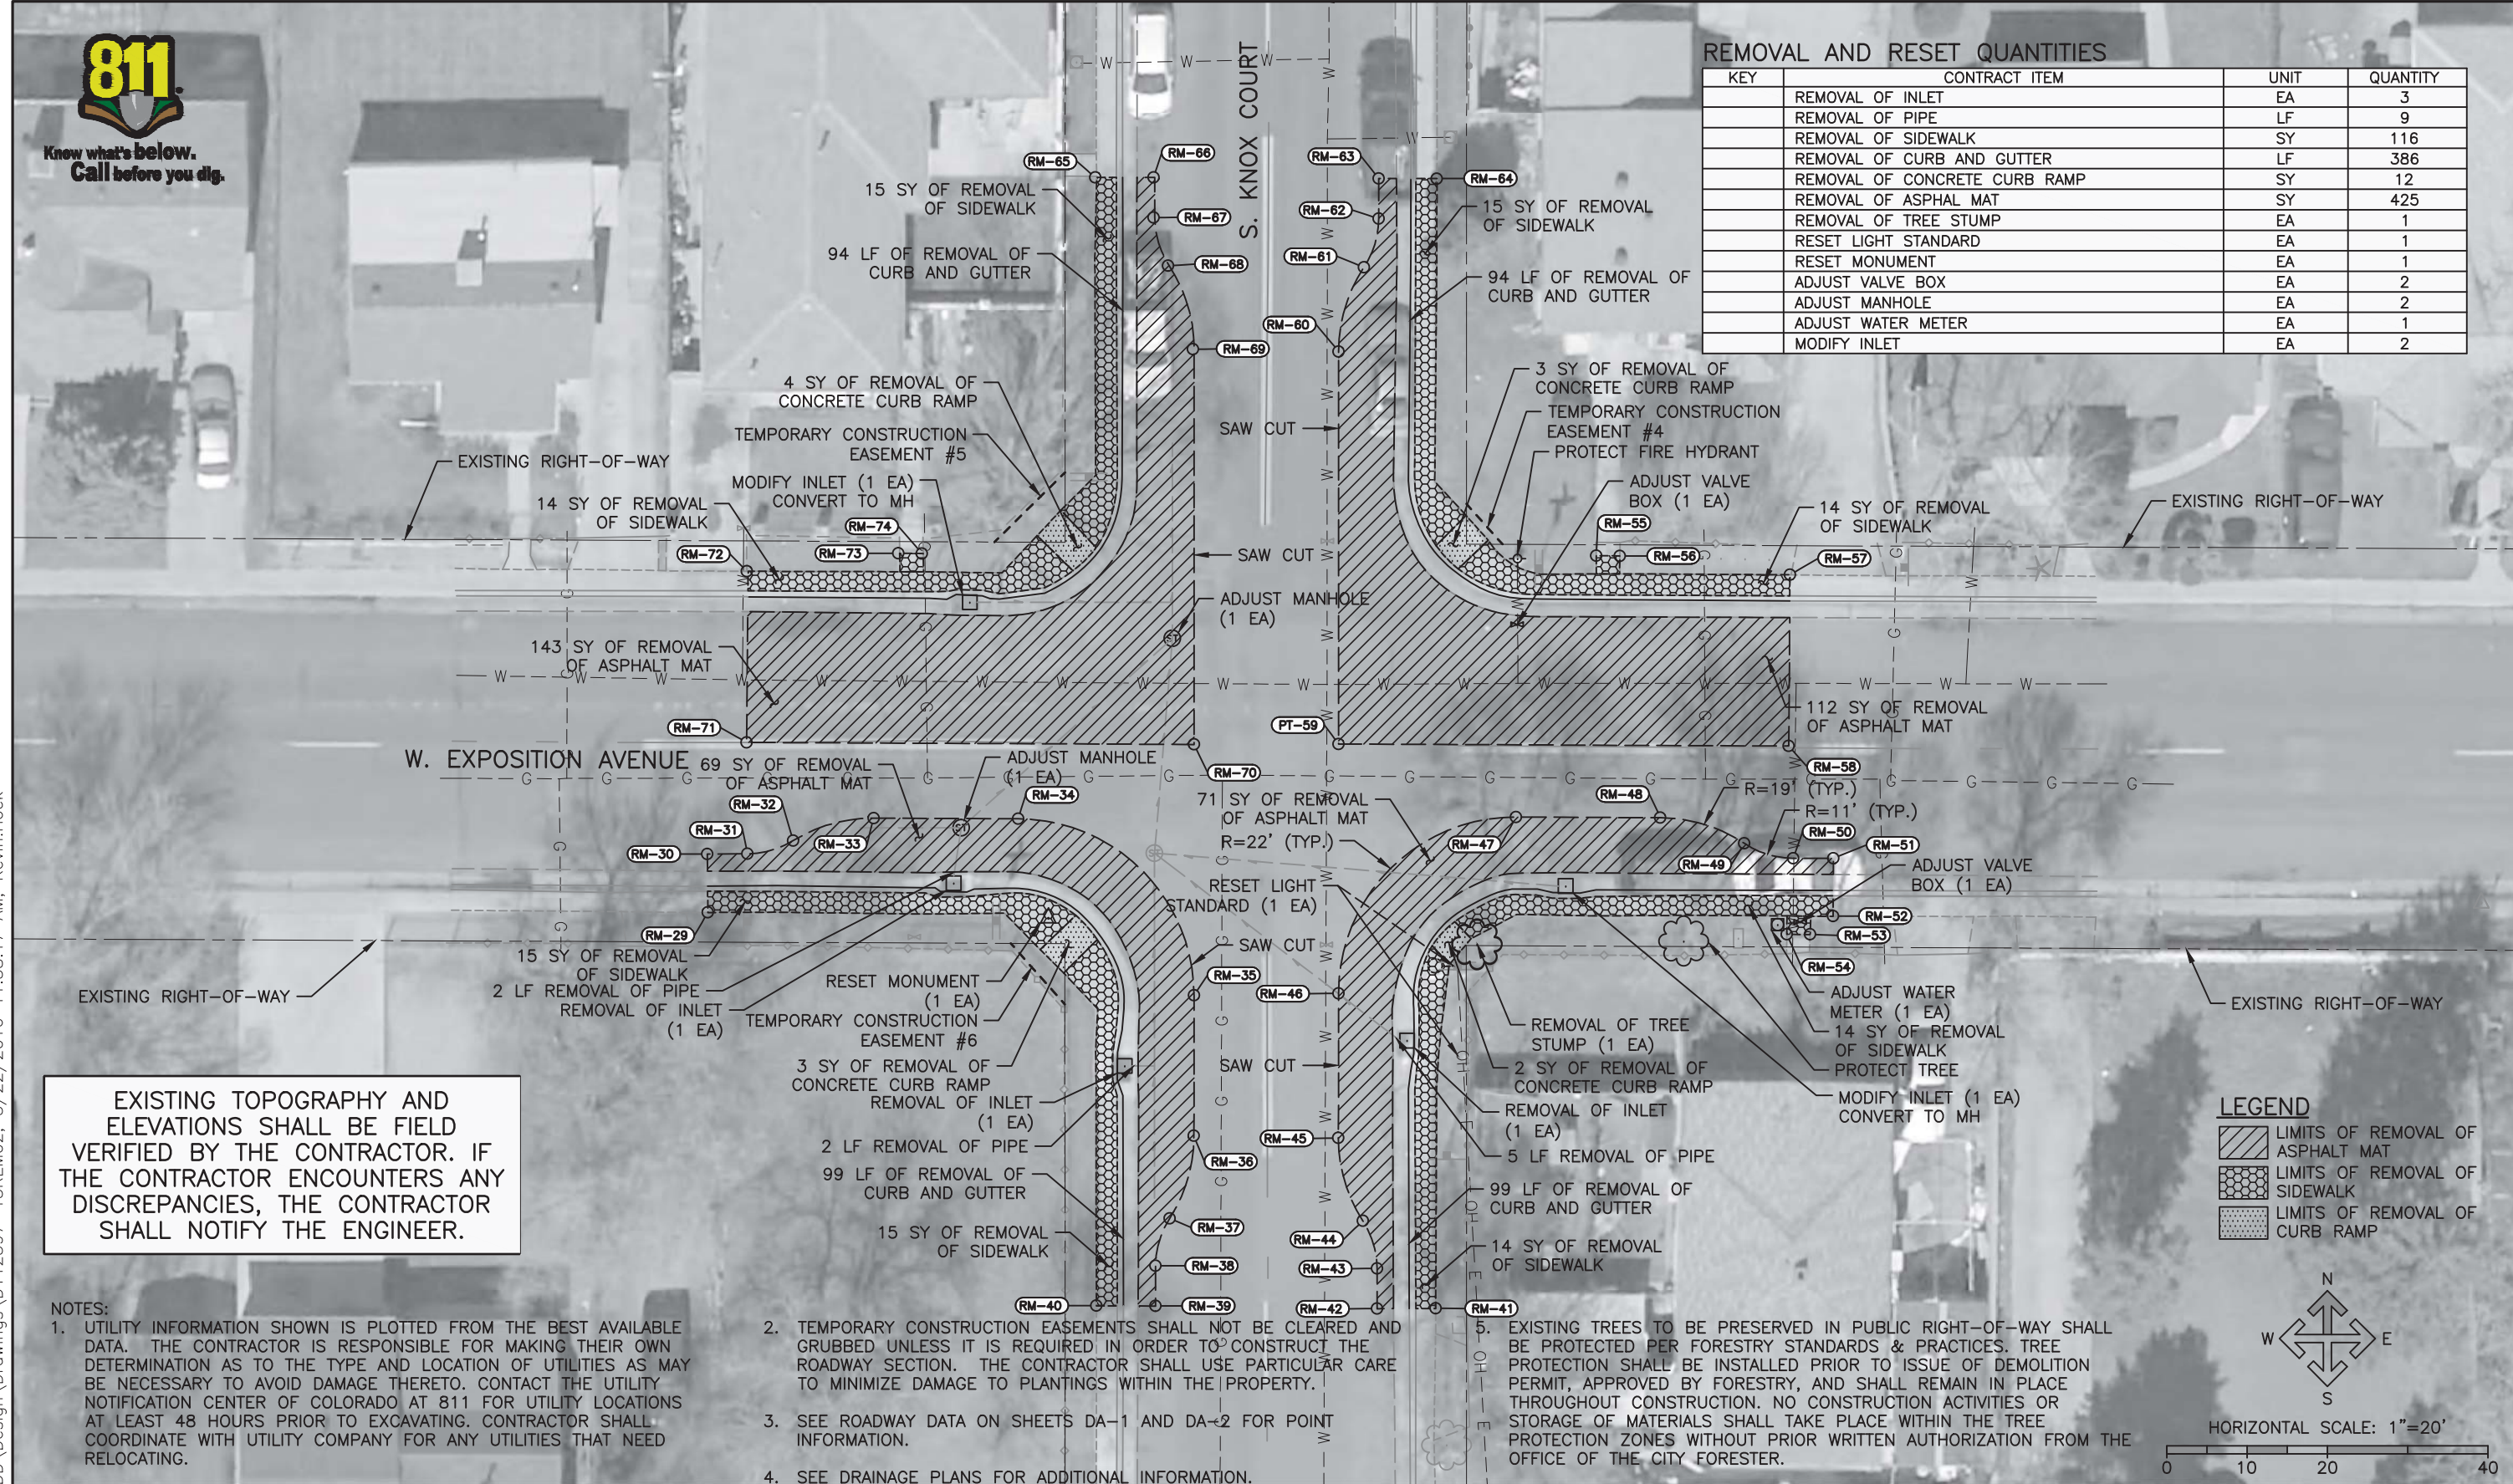 811
Know what's below.
Call before you dig.
REMOVAL AND RESET QUANTITIES
KEY CONTRACT ITEM UNIT QUANTITY
REMOVAL OF INLET EA 3
REMOVAL OF PIPE LF 9
REMOVAL OF SIDEWALK SY 116
REMOVAL OF CURB AND GUTTER LF 386
REMOVAL OF CONCRETE CURB RAMP SY 12
REMOVAL OF ASPHAL MAT SY 425
REMOVAL OF TREE STUMP EA 1
RESET LIGHT STANDARD EA 1
RESET MONUMENT EA 1
ADJUST VALVE BOX EA 2
ADJUST MANHOLE EA 2
ADJUST WATER METER EA 1
MODIFY INLET EA 2
S. KNOX COURT
RM-65
RM-66
RM-63
RM-64
15 SY OF REMOVAL
OF SIDEWALK
RM-67
RM-62
15 SY OF REMOVAL
OF SIDEWALK
94 LF OF REMOVAL OF
CURB AND GUTTER
RM-68
RM-61
94 LF OF REMOVAL OF
CURB AND GUTTER
RM-60
RM-69
4 SY OF REMOVAL OF
CONCRETE CURB RAMP
3 SY OF REMOVAL OF
CONCRETE CURB RAMP
TEMPORARY CONSTRUCTION
EASEMENT #5
SAW CUT
TEMPORARY CONSTRUCTION
EASEMENT #4
PROTECT FIRE HYDRANT
EXISTING RIGHT-OF-WAY
MODIFY INLET (1 EA)
CONVERT TO MH
ADJUST VALVE
BOX (1 EA)
14 SY OF REMOVAL
OF SIDEWALK
RM-74
RM-55
14 SY OF REMOVAL
OF SIDEWALK
EXISTING RIGHT-OF-WAY
RM-72
RM-73
SAW CUT
RM-56
RM-57
ADJUST MANHOLE
(1 EA)
ST
143 SY OF REMOVAL
OF ASPHALT MAT
112 SY OF REMOVAL
OF ASPHALT MAT
RM-71
PT-59
W. EXPOSITION AVENUE
69 SY OF REMOVAL
OF ASPHALT MAT
ADJUST MANHOLE
(1 EA)
RM-70
RM-58
RM-32
RM-34
71 SY OF REMOVAL
OF ASPHALT MAT
RM-48
R=19' (TYP.)
R=11' (TYP.)
RM-31
RM-33
ST
R=22' (TYP.)
RM-47
RM-50
RM-51
RM-30
RM-49
ADJUST VALVE
BOX (1 EA)
RESET LIGHT
STANDARD (1 EA)
RM-29
SAW CUT
RM-52
RM-53
RM-54
15 SY OF REMOVAL
OF SIDEWALK
2 LF REMOVAL OF PIPE
REMOVAL OF INLET
(1 EA)
EXISTING RIGHT-OF-WAY
RESET MONUMENT
(1 EA)
RM-35
RM-46
TEMPORARY CONSTRUCTION
EASEMENT #6
ADJUST WATER
METER (1 EA)
EXISTING RIGHT-OF-WAY
REMOVAL OF TREE
STUMP (1 EA)
14 SY OF REMOVAL
OF SIDEWALK
3 SY OF REMOVAL OF
CONCRETE CURB RAMP
SAW CUT
2 SY OF REMOVAL OF
CONCRETE CURB RAMP
PROTECT TREE
MODIFY INLET (1 EA)
CONVERT TO MH
REMOVAL OF INLET
(1 EA)
REMOVAL OF INLET
(1 EA)
2 LF REMOVAL OF PIPE
RM-45
5 LF REMOVAL OF PIPE
RM-36
99 LF OF REMOVAL OF
CURB AND GUTTER
99 LF OF REMOVAL OF
CURB AND GUTTER
RM-37
RM-44
15 SY OF REMOVAL
OF SIDEWALK
14 SY OF REMOVAL
OF SIDEWALK
RM-38
RM-43
RM-40
RM-39
RM-42
RM-41
EXISTING TOPOGRAPHY AND
ELEVATIONS SHALL BE FIELD
VERIFIED BY THE CONTRACTOR. IF
THE CONTRACTOR ENCOUNTERS ANY
DISCREPANCIES, THE CONTRACTOR
SHALL NOTIFY THE ENGINEER.
LEGEND
LIMITS OF REMOVAL OF
ASPHALT MAT
LIMITS OF REMOVAL OF
SIDEWALK
LIMITS OF REMOVAL OF
CURB RAMP
NOTES:
1. UTILITY INFORMATION SHOWN IS PLOTTED FROM THE BEST AVAILABLE
DATA. THE CONTRACTOR IS RESPONSIBLE FOR MAKING THEIR OWN
DETERMINATION AS TO THE TYPE AND LOCATION OF UTILITIES AS MAY
BE NECESSARY TO AVOID DAMAGE THERETO. CONTACT THE UTILITY
NOTIFICATION CENTER OF COLORADO AT 811 FOR UTILITY LOCATIONS
AT LEAST 48 HOURS PRIOR TO EXCAVATING. CONTRACTOR SHALL
COORDINATE WITH UTILITY COMPANY FOR ANY UTILITIES THAT NEED
RELOCATING.
2. TEMPORARY CONSTRUCTION EASEMENTS SHALL NOT BE CLEARED AND
GRUBBED UNLESS IT IS REQUIRED IN ORDER TO CONSTRUCT THE
ROADWAY SECTION. THE CONTRACTOR SHALL USE PARTICULAR CARE
TO MINIMIZE DAMAGE TO PLANTINGS WITHIN THE PROPERTY.
3. SEE ROADWAY DATA ON SHEETS DA-1 AND DA-2 FOR POINT
INFORMATION.
4. SEE DRAINAGE PLANS FOR ADDITIONAL INFORMATION.
5. EXISTING TREES TO BE PRESERVED IN PUBLIC RIGHT-OF-WAY SHALL
BE PROTECTED PER FORESTRY STANDARDS & PRACTICES. TREE
PROTECTION SHALL BE INSTALLED PRIOR TO ISSUE OF DEMOLITION
PERMIT, APPROVED BY FORESTRY, AND SHALL REMAIN IN PLACE
THROUGHOUT CONSTRUCTION. NO CONSTRUCTION ACTIVITIES OR
STORAGE OF MATERIALS SHALL TAKE PLACE WITHIN THE TREE
PROTECTION ZONES WITHOUT PRIOR WRITTEN AUTHORIZATION FROM THE
OFFICE OF THE CITY FORESTER.
N
W E
S
HORIZONTAL SCALE: 1"=20'
0 10 20 40